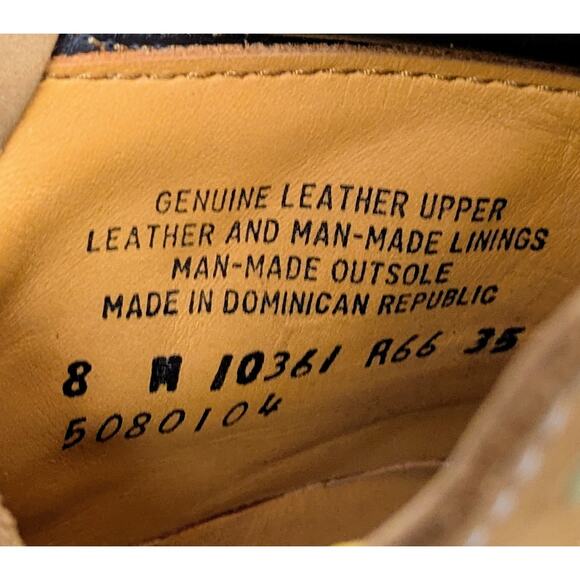 GENUINE LEATHER UPPER
LEATHER AND MAN-MADE LININGS
MAN-MADE OUTSOLE
MADE IN DOMINICAN REPUBLIC
8 M 10361 R66 35
5080104